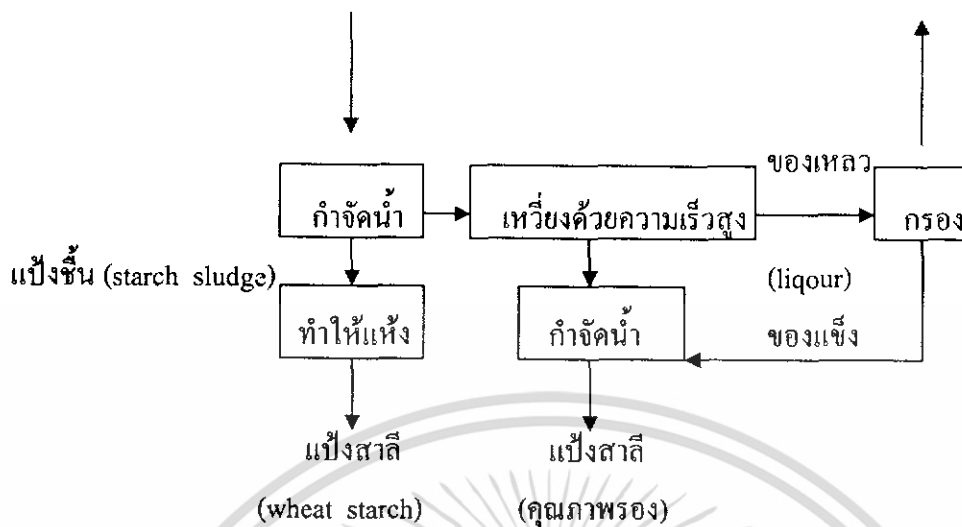 ของเหลว
กำจัดน้ำ
เหวี่ยงด้วยความเร็วสูง
กรอง
แป้งชื้น (starch sludge)
(liqour)
ทำให้แห้ง
กำจัดน้ำ
ของแข็ง
แป้งสาลี
แป้งสาลี
(wheat starch)
(คุณภาพรอง)